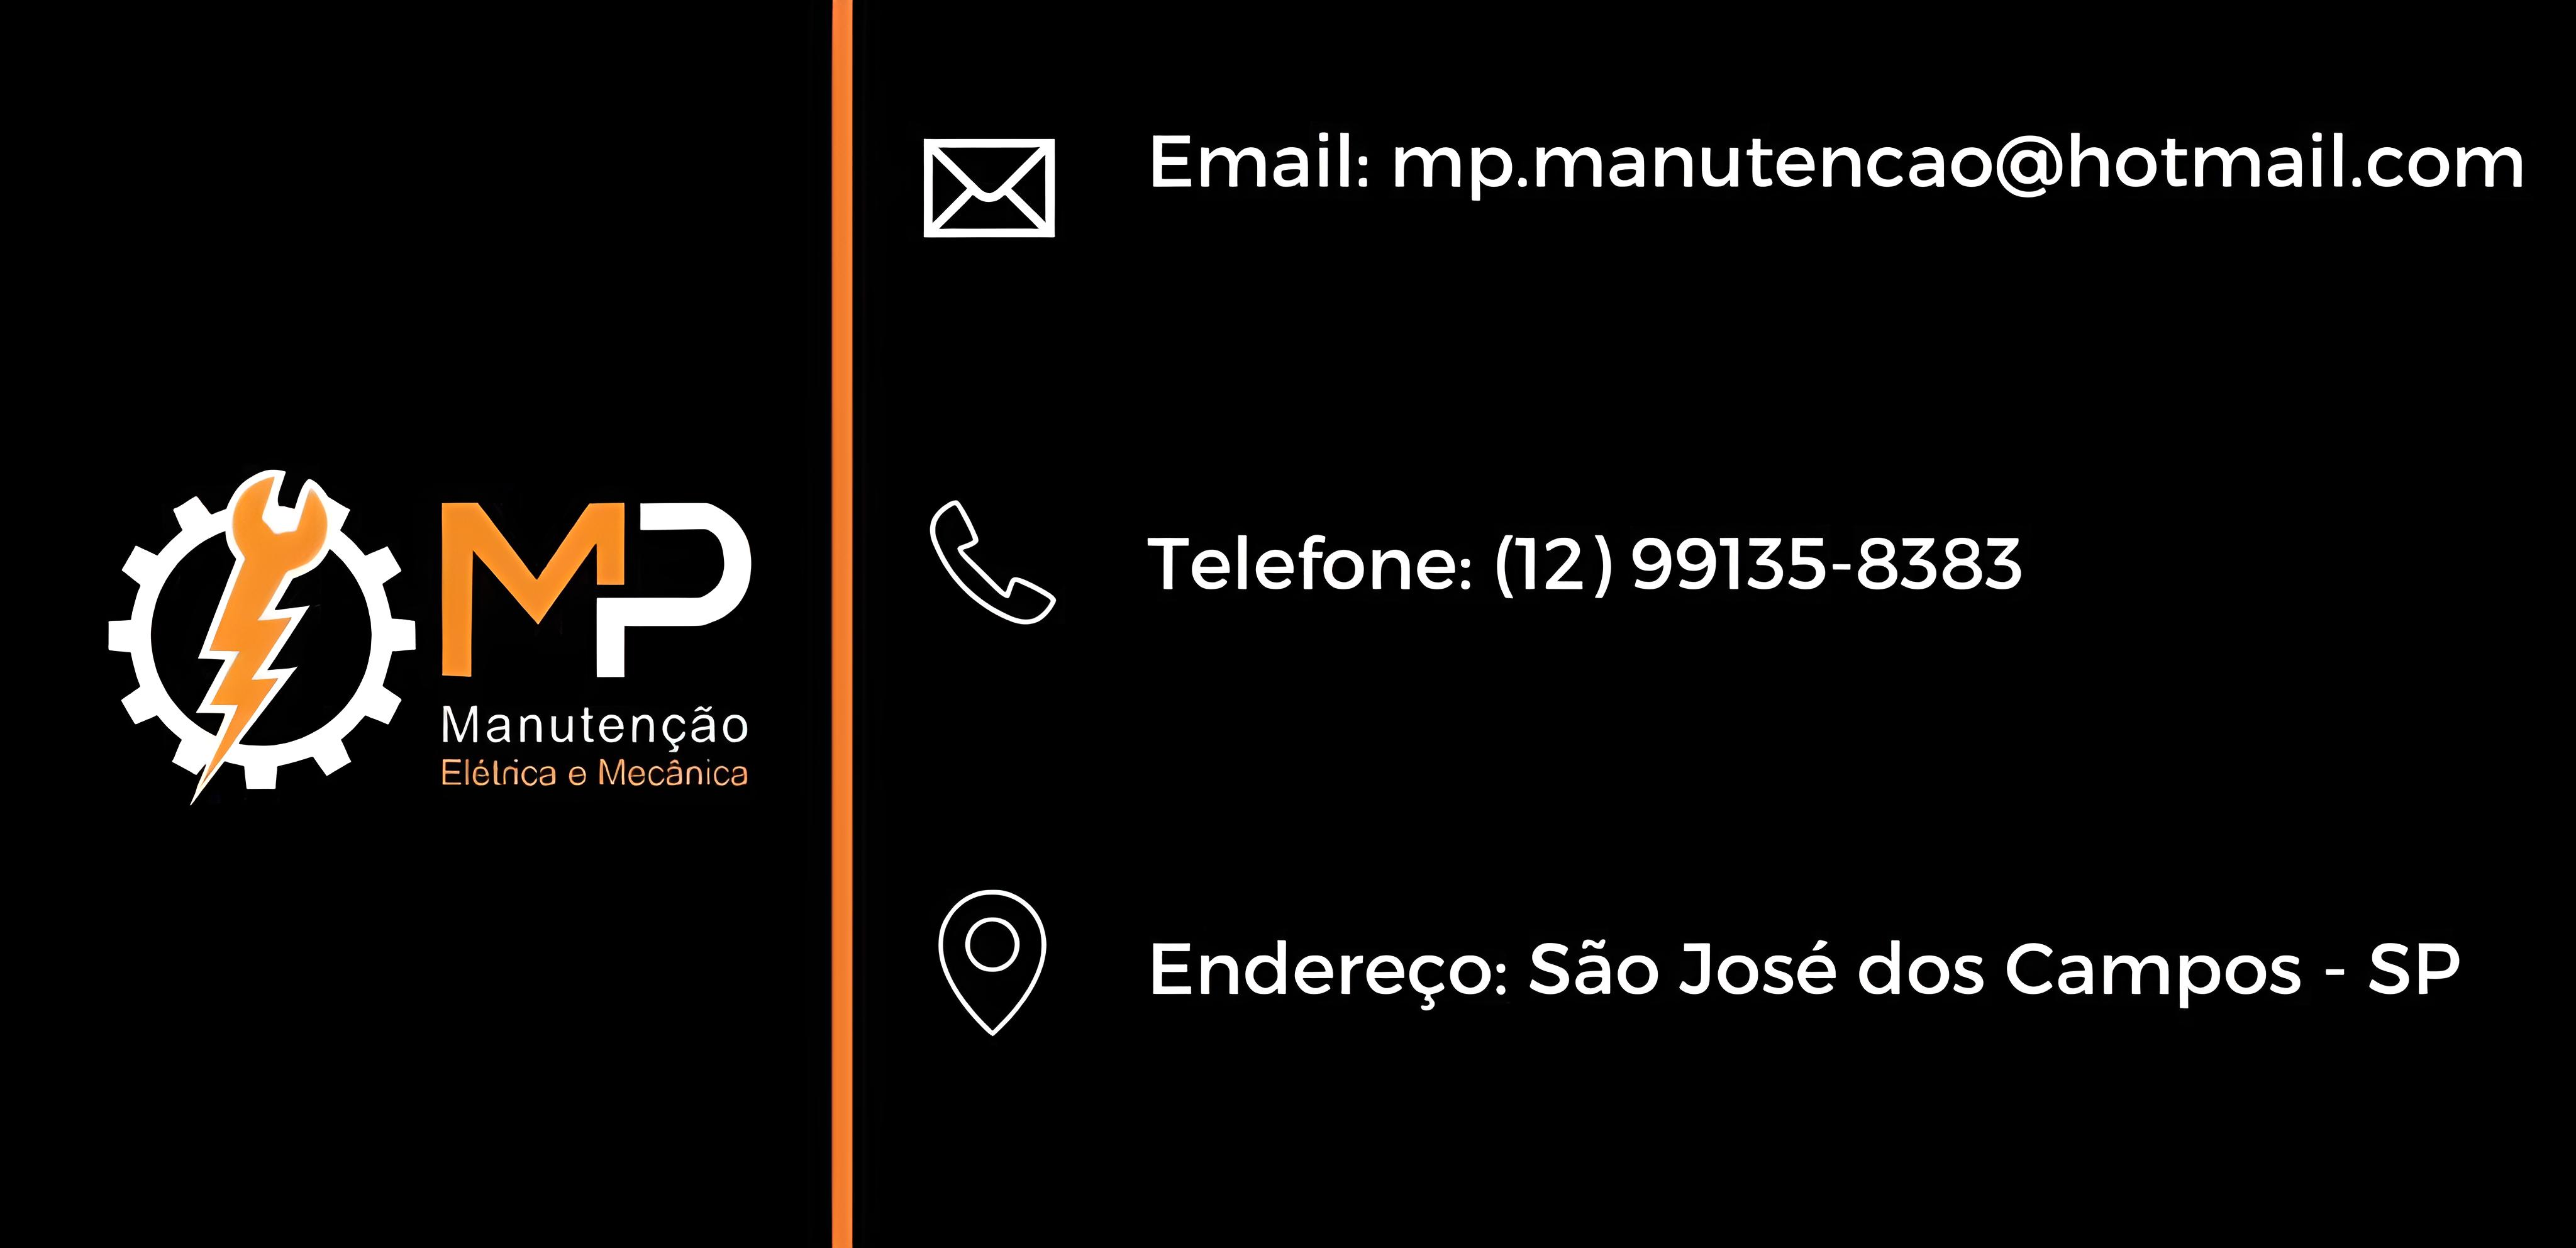 MP
Manutenção
Elétrica e Mecânica
Email: mp.manutencao@hotmail.com
Telefone: (12) 99135-8383
Endereço: São José dos Campos - SP